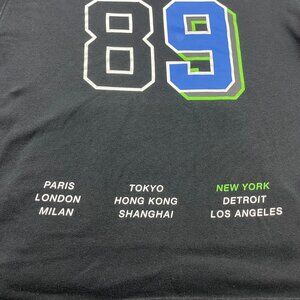 89
PARIS TOKYO NEW YORK
LONDON HONG KONG DETROIT
MILAN SHANGHAI LOS ANGELES